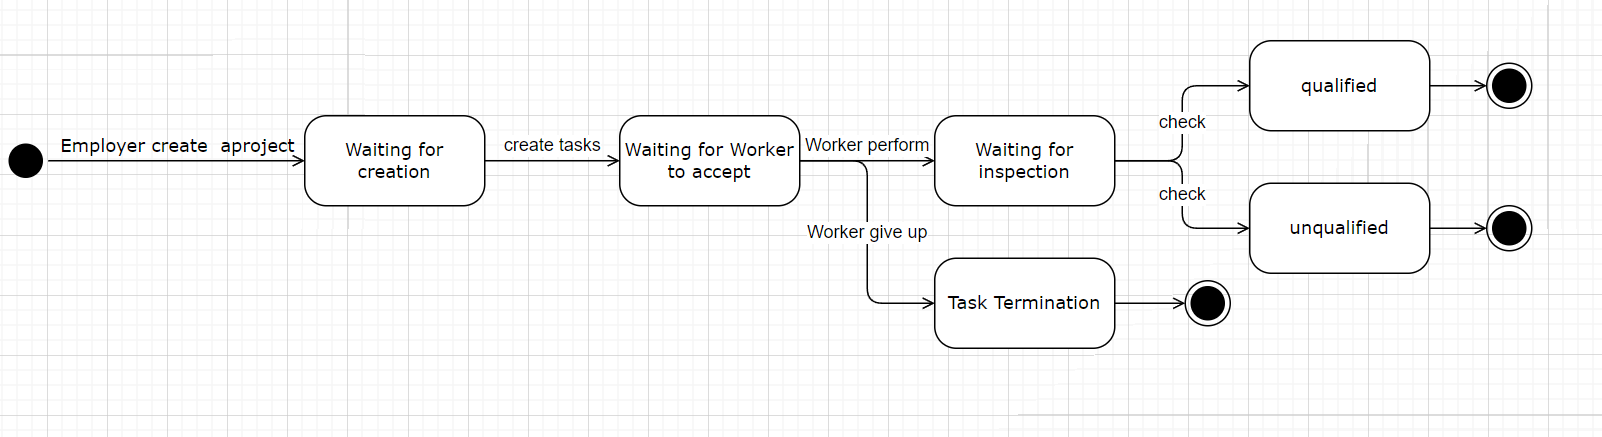 Employer create  aproject
Waiting for
creation
create tasks
Waiting for Worker
to accept
Worker perform
Worker give up
Waiting for
inspection
Task Termination
check
check
qualified
unqualified